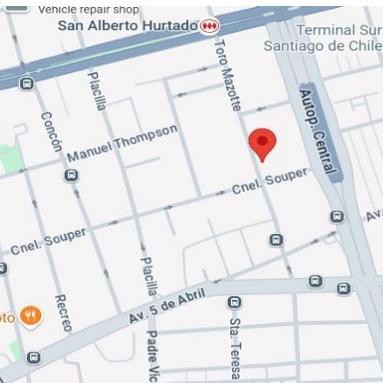 Vehicle repair shop
San Alberto Hurtado
Terminal Sur
Santiago de Chile
Toro Mazotte
Placilla
Autop. Central
Concón
Manuel Thompson
Cnel. Souper
Cnel. Souper
Av.
Placilla
Av. 5 de Abril
Recreo
Sta. Teresa
Padre Vic